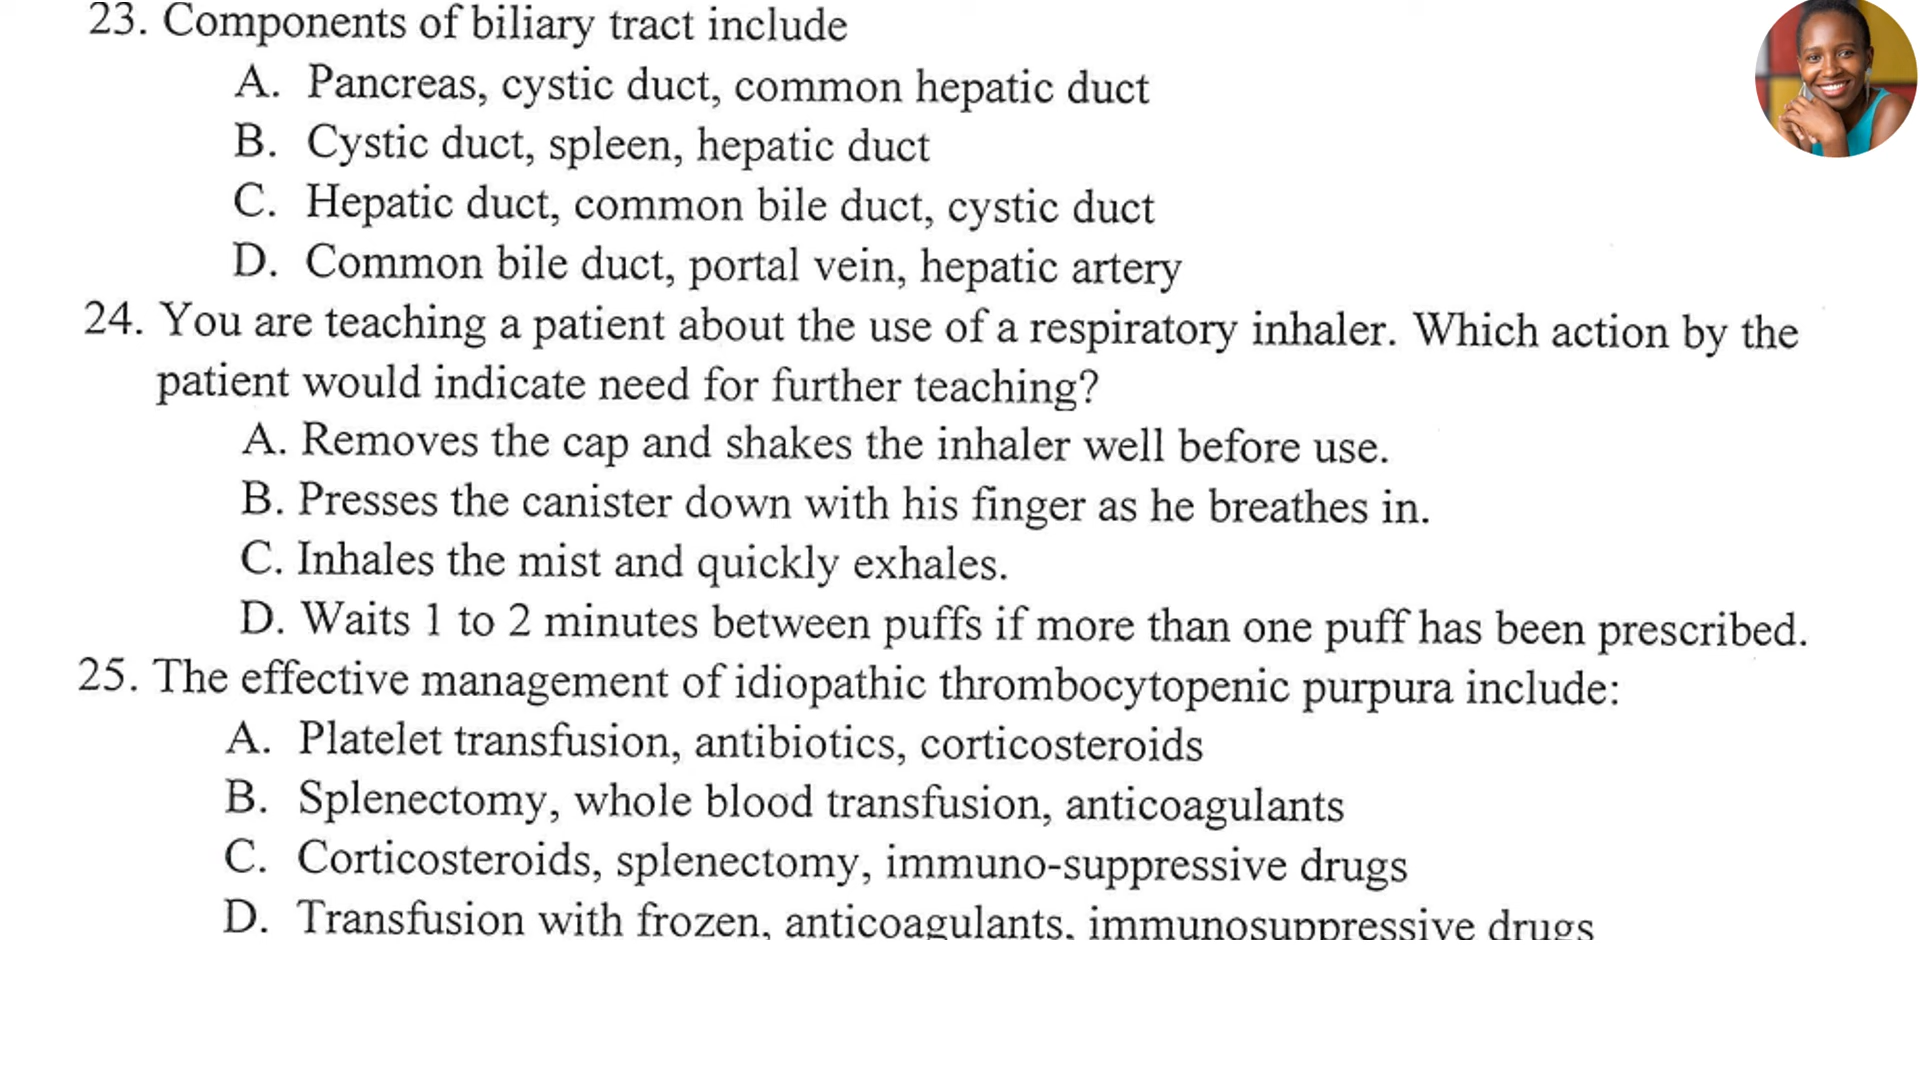 23. Components of biliary tract include
A. Pancreas, cystic duct, common hepatic duct
B. Cystic duct, spleen, hepatic duct
C. Hepatic duct, common bile duct, cystic duct
D. Common bile duct, portal vein, hepatic artery
24. You are teaching a patient about the use of a respiratory inhaler. Which action by the
patient would indicate need for further teaching?
A. Removes the cap and shakes the inhaler well before use.
B. Presses the canister down with his finger as he breathes in.
C. Inhales the mist and quickly exhales.
D. Waits 1 to 2 minutes between puffs if more than one puff has been prescribed.
25. The effective management of idiopathic thrombocytopenic purpura include:
A. Platelet transfusion, antibiotics, corticosteroids
B. Splenectomy, whole blood transfusion, anticoagulants
C. Corticosteroids, splenectomy, immuno-suppressive drugs
D. Transfusion with frozen, anticoagulants, immunosuppressive drugs